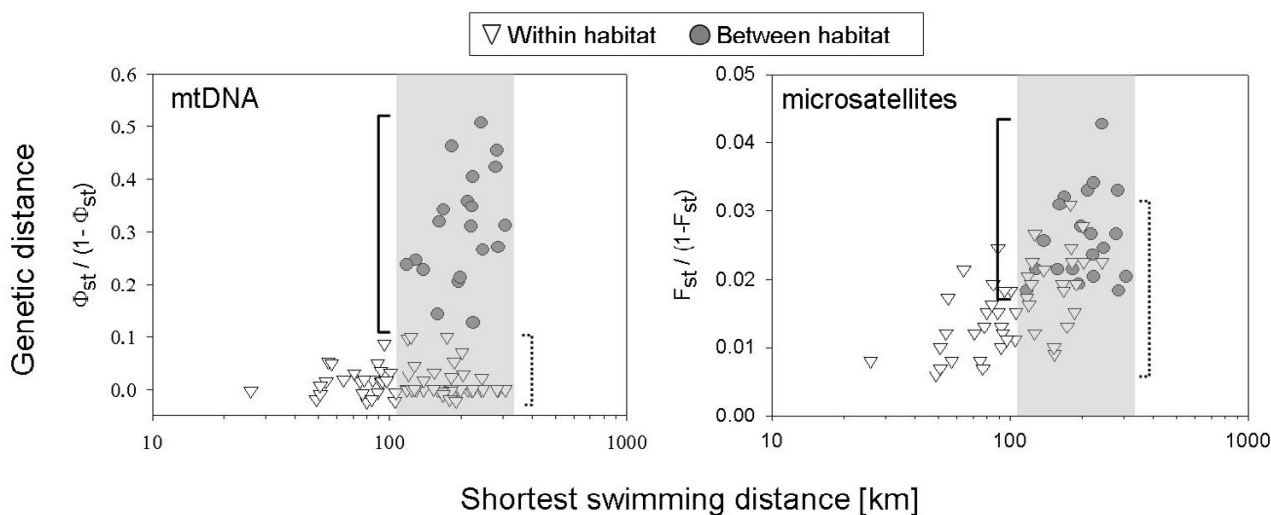 Within habitat Between habitat
Genetic distance
Φst / (1- Φst)
0.6
0.5
0.4
0.3
0.2
0.1
0.0
mtDNA
10 100 1000
Fst / (1-Fst)
0.05
0.04
0.03
0.02
0.01
0.00
microsatellites
10 100 1000
Shortest swimming distance [km]